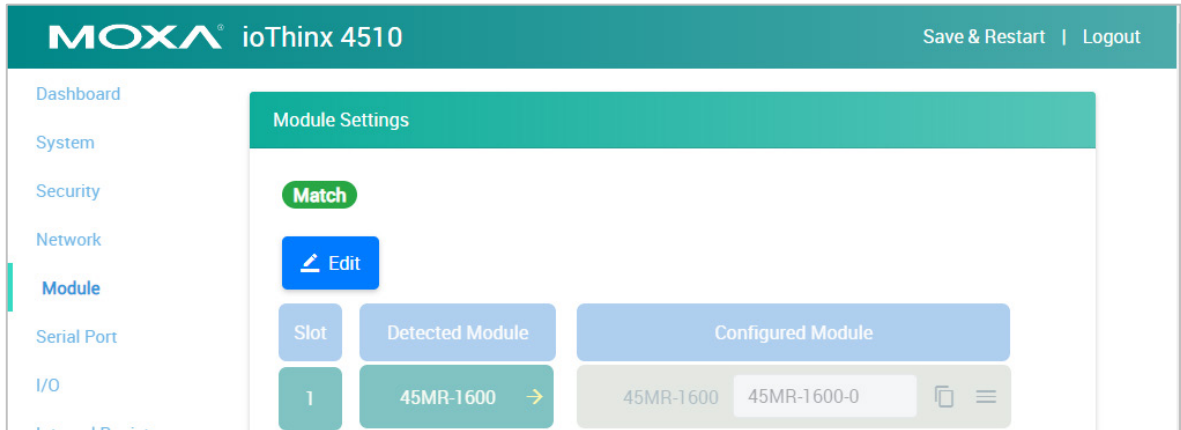 MOXA® ioThinx 4510
Save & Restart | Logout
Dashboard
System
Security
Network
Module
Serial Port
I/O
Module Settings
Match
Edit
Slot Detected Module Configured Module
1 45MR-1600 → 45MR-1600 45MR-1600-0